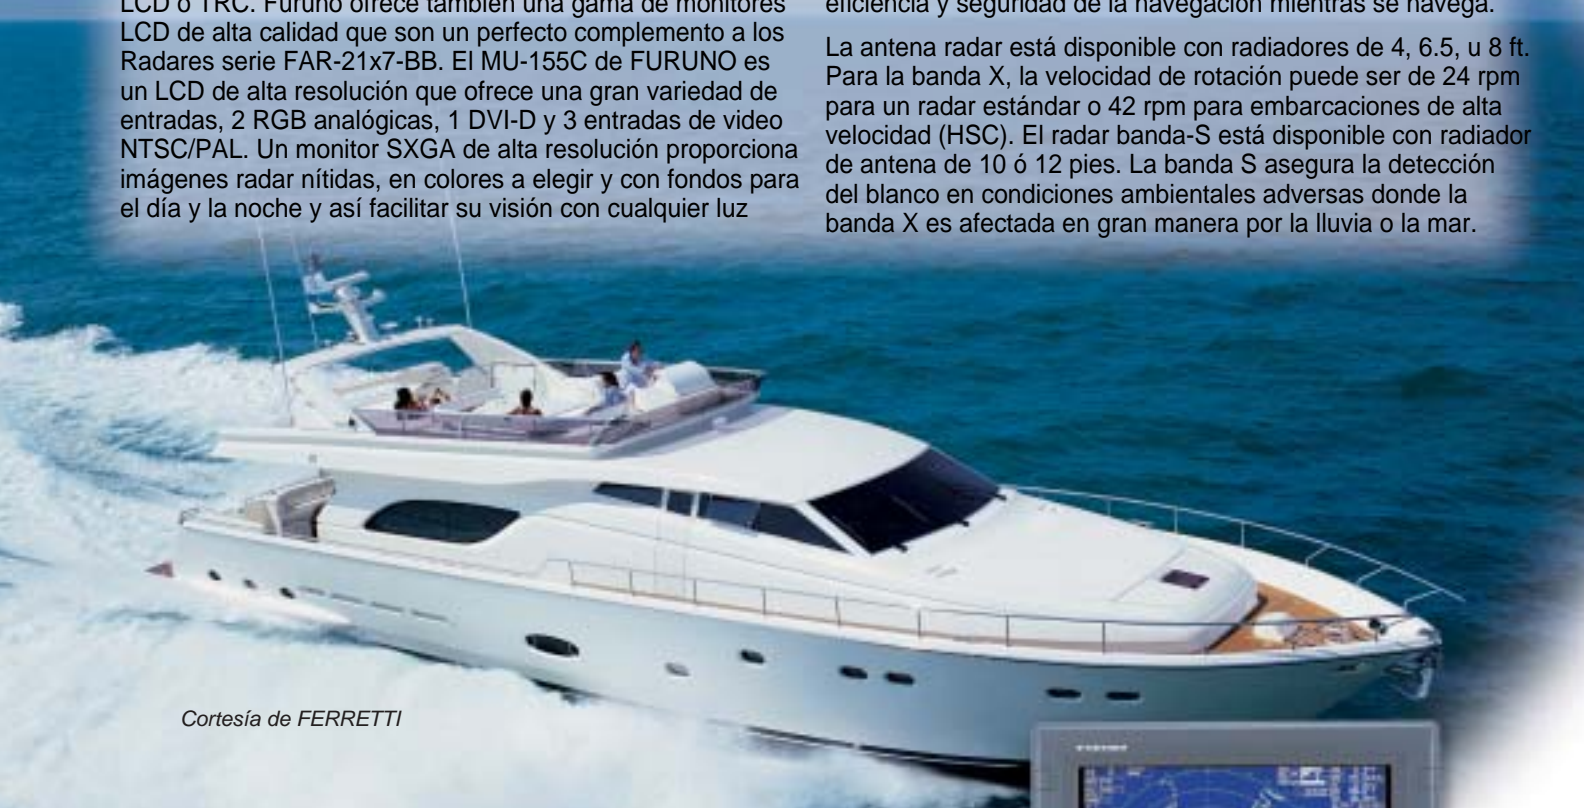 LCD o TRC. Furuno ofrece también una gama de monitores
LCD de alta calidad que son un perfecto complemento a los
Radares serie FAR-21x7-BB. El MU-155C de FURUNO es
un LCD de alta resolución que ofrece una gran variedad de
entradas, 2 RGB analógicas, 1 DVI-D y 3 entradas de video
NTSC/PAL. Un monitor SXGA de alta resolución proporciona
imágenes radar nítidas, en colores a elegir y con fondos para
el día y la noche y así facilitar su visión con cualquier luz
eficiencia y seguridad de la navegación mientras se navega.
La antena radar está disponible con radiadores de 4, 6.5, u 8 ft.
Para la banda X, la velocidad de rotación puede ser de 24 rpm
para un radar estándar o 42 rpm para embarcaciones de alta
velocidad (HSC). El radar banda-S está disponible con radiador
de antena de 10 ó 12 pies. La banda S asegura la detección
del blanco en condiciones ambientales adversas donde la
banda X es afectada en gran manera por la lluvia o la mar.
Cortesía de FERRETTI